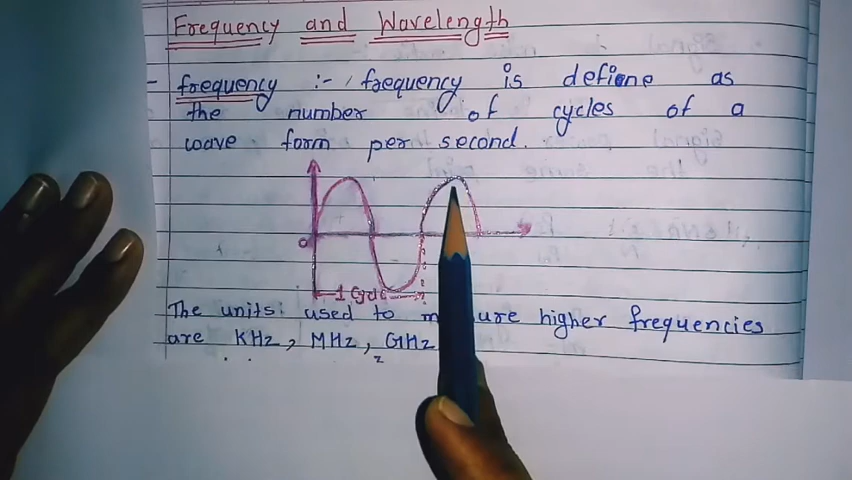 Frequency and Wavelength
- frequency :- frequency is define as
the number of cycles of a
wave form per second.
0
1 Cycle
The units used to higher frequencies
are KHz, MHz, GHz